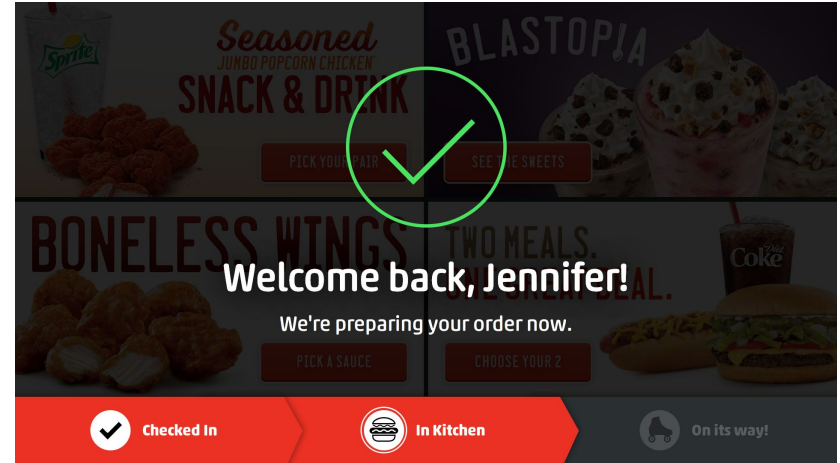 Sprite
Seasoned
JUMBO POPCORN CHICKEN
SNACK & DRINK
PICK YOUR PAIR
BLASTOPIA
SEE THE SWEETS
BONELESS WINGS
PICK A SAUCE
TWO MEALS.
ONE GREAT DEAL.
Diet
Coke
CHOOSE YOUR 2
Welcome back, Jennifer!
We're preparing your order now.
Checked In
In Kitchen
On its way!